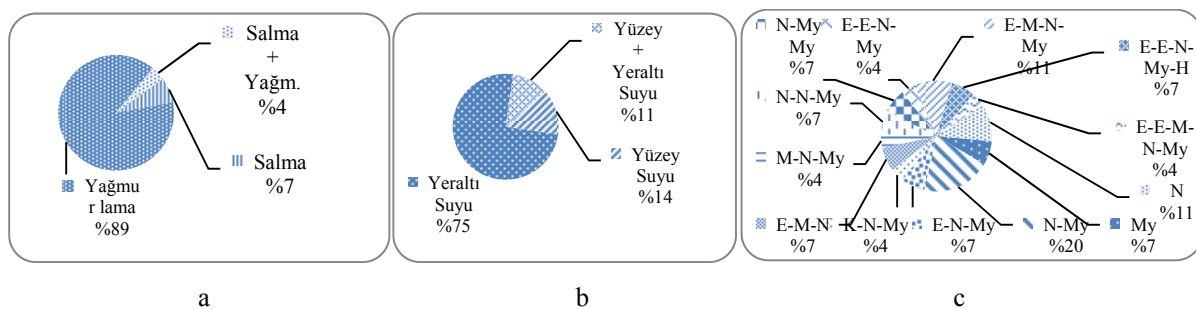 Salma
+
Yağm.
%4
Salma
%7
Yağmu
r lama
%89
a
Yüzey
+
Yeraltı
Suyu
%11
Yüzey
Suyu
%14
Yeraltı
Suyu
%75
b
N-My
My
%7
E-E-N-
My
%4
E-M-N-
My
%11
E-E-N-
My-H
%7
E-E-M-
N-My
%4
N
%11
My
%7
N-My
%20
E-N-My
%7
K-N-My
%4
E-M-N
%7
M-N-My
%4
N-N-My
%7
c